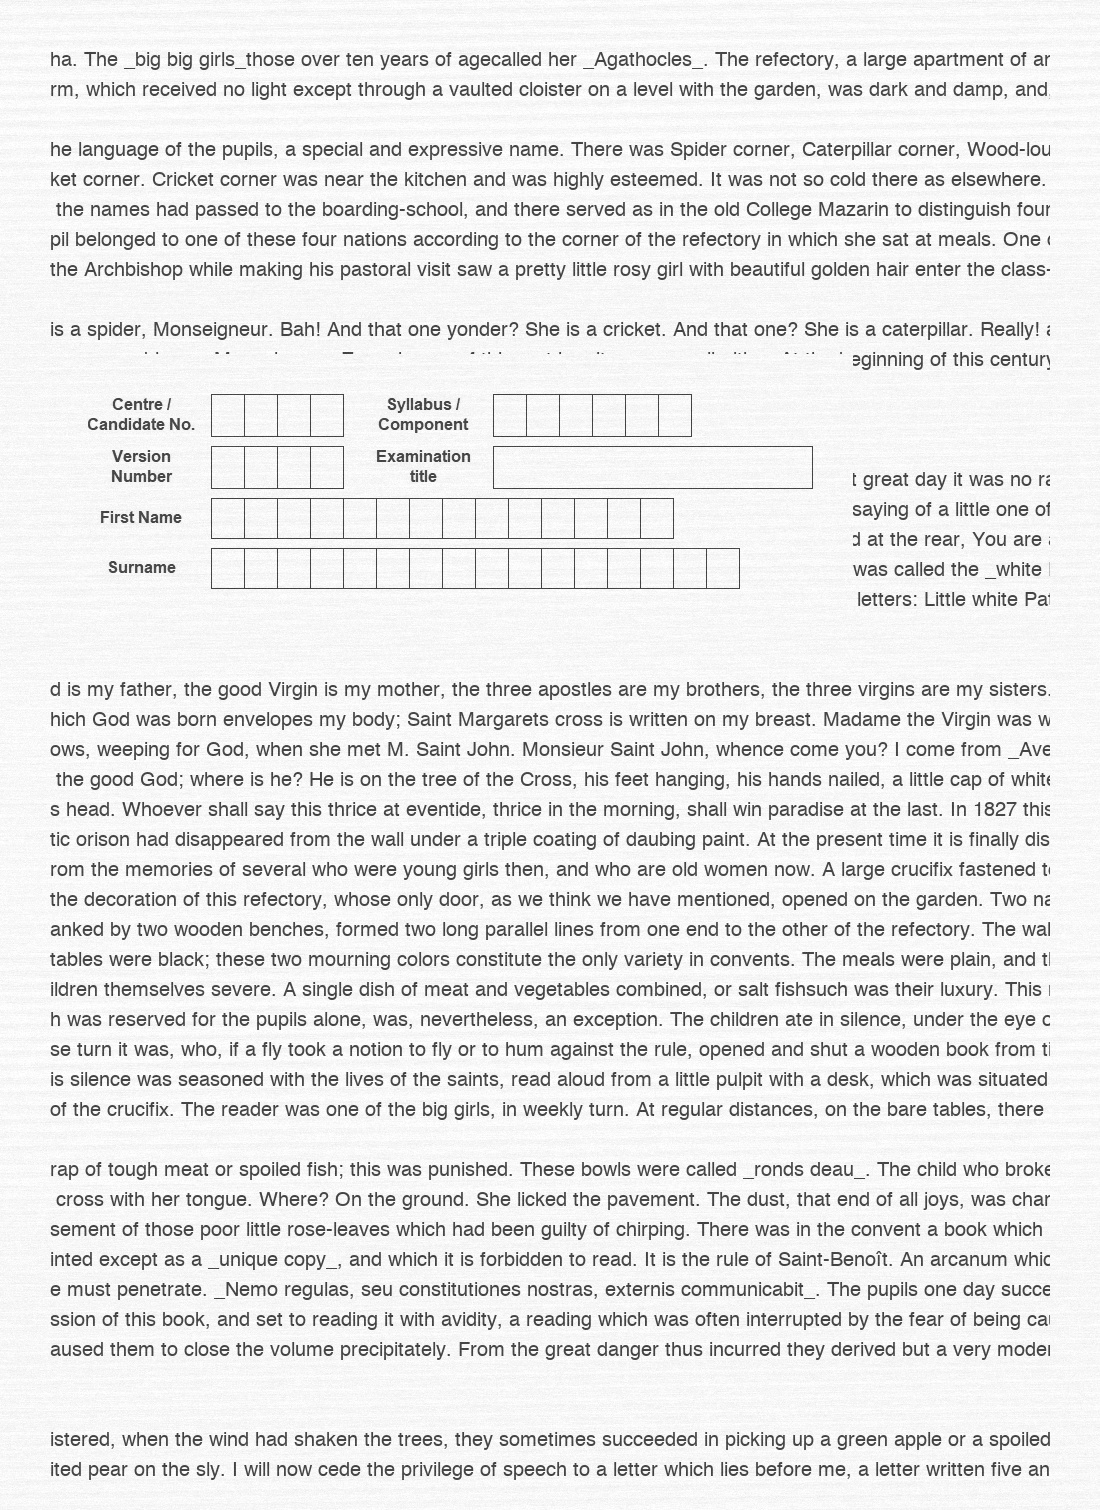 ha. The _big big girls_those over ten years of agecalled her _Agathocles_. The refectory, a large apartment of
rm, which received no light except through a vaulted cloister on a level with the garden, was dark and damp, and
he language of the pupils, a special and expressive name. There was Spider corner, Caterpillar corner, Wood-lou
ket corner. Cricket corner was near the kitchen and was highly esteemed. It was not so cold there as elsewhere.
the names had passed to the boarding-school, and there served as in the old College Mazarin to distinguish four
pil belonged to one of these four nations according to the corner of the refectory in which she sat at meals. One
the Archbishop while making his pastoral visit saw a pretty little rosy girl with beautiful golden hair enter the class-
is a spider, Monseigneur. Bah! And that one yonder? She is a cricket. And that one? She is a caterpillar. Really!
eginning of this century
Centre / Candidate No.
Syllabus / Component
Version Number
Examination title
t great day it was no ra
saying of a little one of
First Name
d at the rear, You are
Surname
was called the _white
letters: Little white Pat
d is my father, the good Virgin is my mother, the three apostles are my brothers, the three virgins are my sisters.
hich God was born envelopes my body; Saint Margarets cross is written on my breast. Madame the Virgin was w
ows, weeping for God, when she met M. Saint John. Monsieur Saint John, whence come you? I come from _Ave
the good God; where is he? He is on the tree of the Cross, his feet hanging, his hands nailed, a little cap of white
s head. Whoever shall say this thrice at eventide, thrice in the morning, shall win paradise at the last. In 1827 this
tic orison had disappeared from the wall under a triple coating of daubing paint. At the present time it is finally dis
rom the memories of several who were young girls then, and who are old women now. A large crucifix fastened to
the decoration of this refectory, whose only door, as we think we have mentioned, opened on the garden. Two na
anked by two wooden benches, formed two long parallel lines from one end to the other of the refectory. The wal
tables were black; these two mourning colors constitute the only variety in convents. The meals were plain, and
ildren themselves severe. A single dish of meat and vegetables combined, or salt fishsuch was their luxury. This
h was reserved for the pupils alone, was, nevertheless, an exception. The children ate in silence, under the eye
se turn it was, who, if a fly took a notion to fly or to hum against the rule, opened and shut a wooden book from
is silence was seasoned with the lives of the saints, read aloud from a little pulpit with a desk, which was situated
of the crucifix. The reader was one of the big girls, in weekly turn. At regular distances, on the bare tables, there
rap of tough meat or spoiled fish; this was punished. These bowls were called _ronds deau_. The child who broke
cross with her tongue. Where? On the ground. She licked the pavement. The dust, that end of all joys, was char
sement of those poor little rose-leaves which had been guilty of chirping. There was in the convent a book which
inted except as a _unique copy_, and which it is forbidden to read. It is the rule of Saint-Benoît. An arcanum whic
e must penetrate. _Nemo regulas, seu constitutiones nostras, externis communicabit_. The pupils one day succe
ssion of this book, and set to reading it with avidity, a reading which was often interrupted by the fear of being cau
aused them to close the volume precipitately. From the great danger thus incurred they derived but a very moder
istered, when the wind had shaken the trees, they sometimes succeeded in picking up a green apple or a spoiled
ited pear on the sly. I will now cede the privilege of speech to a letter which lies before me, a letter written five an